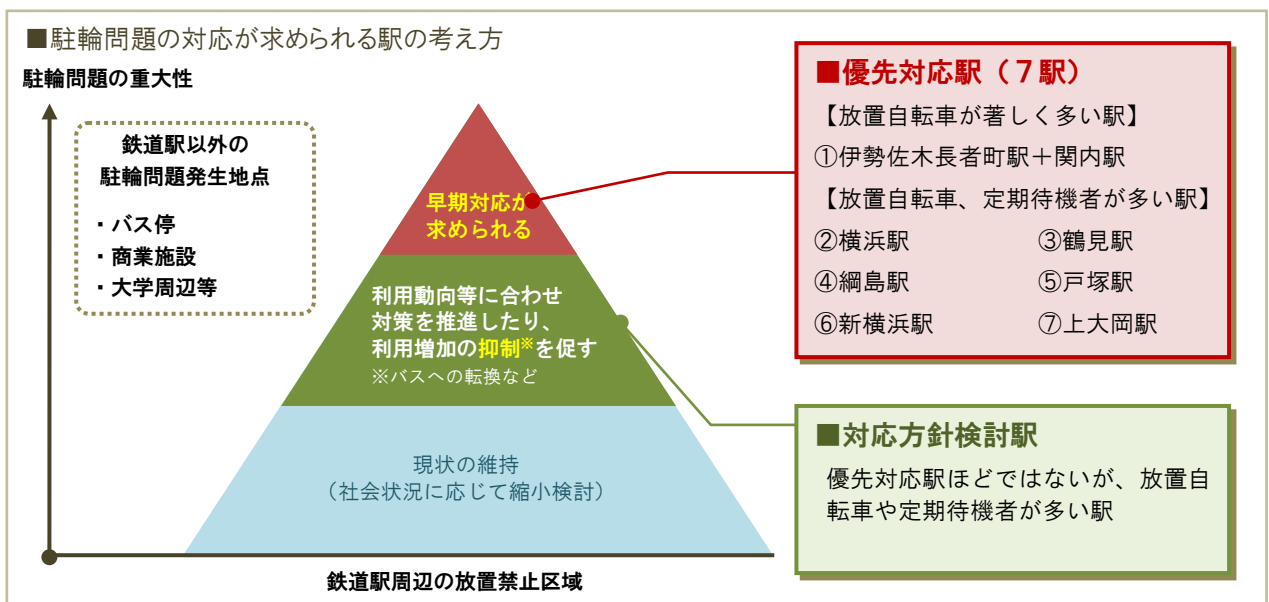 ■駐輪問題の対応が求められる駅の考え方
駐輪問題の重大性
鉄道駅以外の
駐輪問題発生地点
・バス停
・商業施設
・大学周辺等
早期対応が
求められる
利用動向等に合わせ
対策を推進したり、
利用増加の抑制※を促す
※バスへの転換など
現状の維持
（社会状況に応じて縮小検討）
鉄道駅周辺の放置禁止区域
■優先対応駅（７駅）
【放置自転車が著しく多い駅】
①伊勢佐木長者町駅＋関内駅
【放置自転車、定期待機者が多い駅】
②横浜駅 ③鶴見駅
④綱島駅 ⑤戸塚駅
⑥新横浜駅 ⑦上大岡駅
■対応方針検討駅
優先対応駅ほどではないが、放置自
転車や定期待機者が多い駅